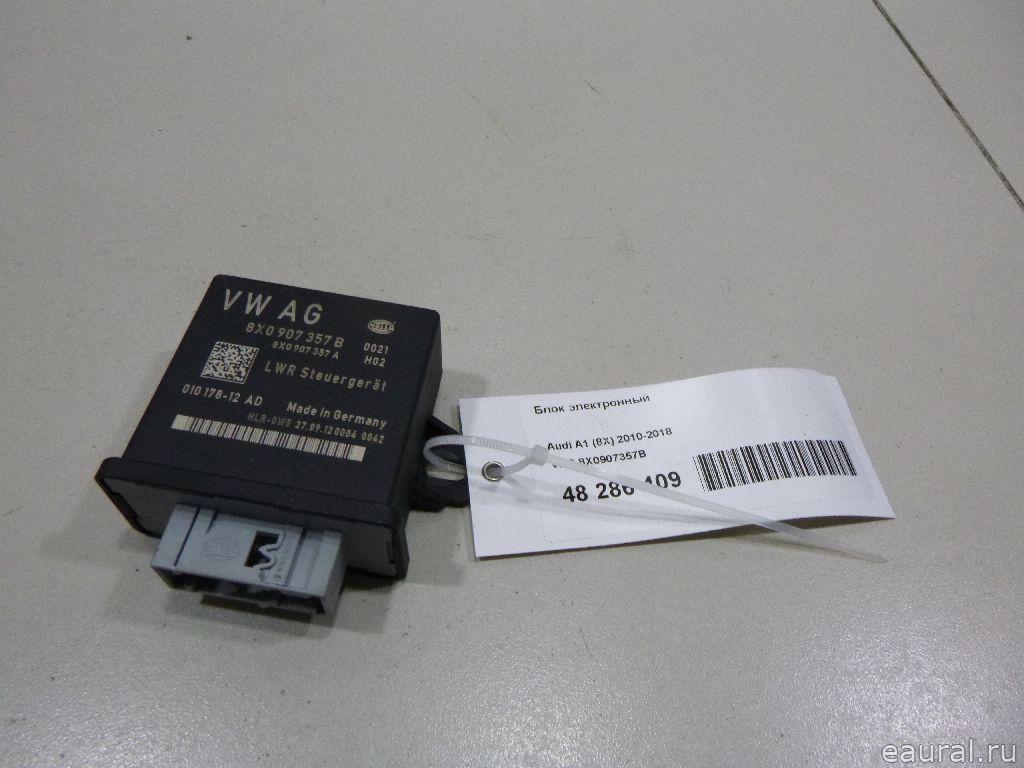 VW AG
8X0 907 357 B
8X0 907 357 A
HELLA
0021
H02
LWR Steuergerät
010 178-12 AD
Made in Germany
HLR-0W5 27.09.12 0004 0042
Блок электронный
Audi A1 (8X) 2010-2018
8X0907357B
48 286 409
eaural.ru